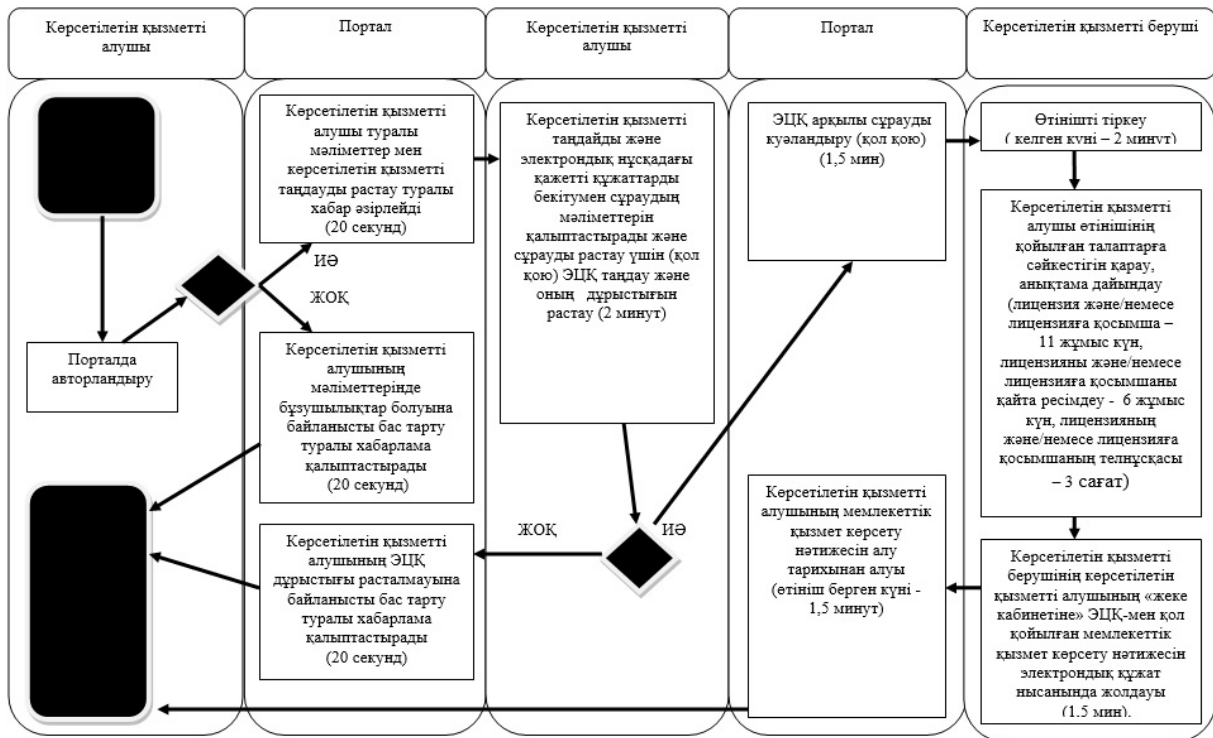 Көрсетілетін қызметті
алушы
Портал
Көрсетілетін қызметті
алушы
Портал
Көрсетілетін қызметті беруші
Порталда
авторландыру
Көрсетілетін қызметті
алушы туралы
мәліметтер мен
көрсетілетін қызметті
таңдауды растау туралы
хабар әзірлейді
(20 секунд)
ИӘ
ЖОҚ
Көрсетілетін қызметті
алушының
мәліметтерінде
бұзушылықтар болуына
байланысты бас тарту
туралы хабарлама
қалыптастырады
(20 секунд)
Көрсетілетін қызметті
алушының ЭЦҚ
дұрыстығы расталмауына
байланысты бас тарту
туралы хабарлама
қалыптастырады
(20 секунд)
Көрсетілетін қызметті
таңдайды және
электрондық нұсқадағы
қажетті құжаттарды
бекітумен сұраудың
мәліметтерін
қалыптастырады және
сұрауды растау үшін (қол
қою) ЭЦҚ таңдау және
оның дұрыстығын
растау (2 минут)
ЖОҚ
ИӘ
ЭЦҚ арқылы сұрауды
куәландыру (қол қою)
(1,5 мин)
Көрсетілетін қызметті
алушының мемлекеттік
қызмет көрсету
нәтижесін алу
тарихынан алуы
(өтініш берген күні -
1,5 минут)
Өтінішті тіркеу
( келген күні – 2 минут)
Көрсетілетін қызметті
алушы өтінішінің
қойылған талаптарға
сәйкестігін қарау,
анықтама дайындау
(лицензия және/немесе
лицензияға қосымша –
11 жұмыс күн,
лицензияны және/немесе
лицензияға қосымшаны
қайта ресімдеу - 6 жұмыс
күн, лицензияның
және/немесе лицензияға
қосымшаның телнұсқасы
– 3 сағат)
Көрсетілетін қызметті
берушінің көрсетілетін
қызметті алушының «жеке
кабинетіне» ЭЦҚ-мен қол
қойылған мемлекеттік
қызмет көрсету нәтижесін
электрондық құжат
нысанында жолдауы
(1,5 мин).